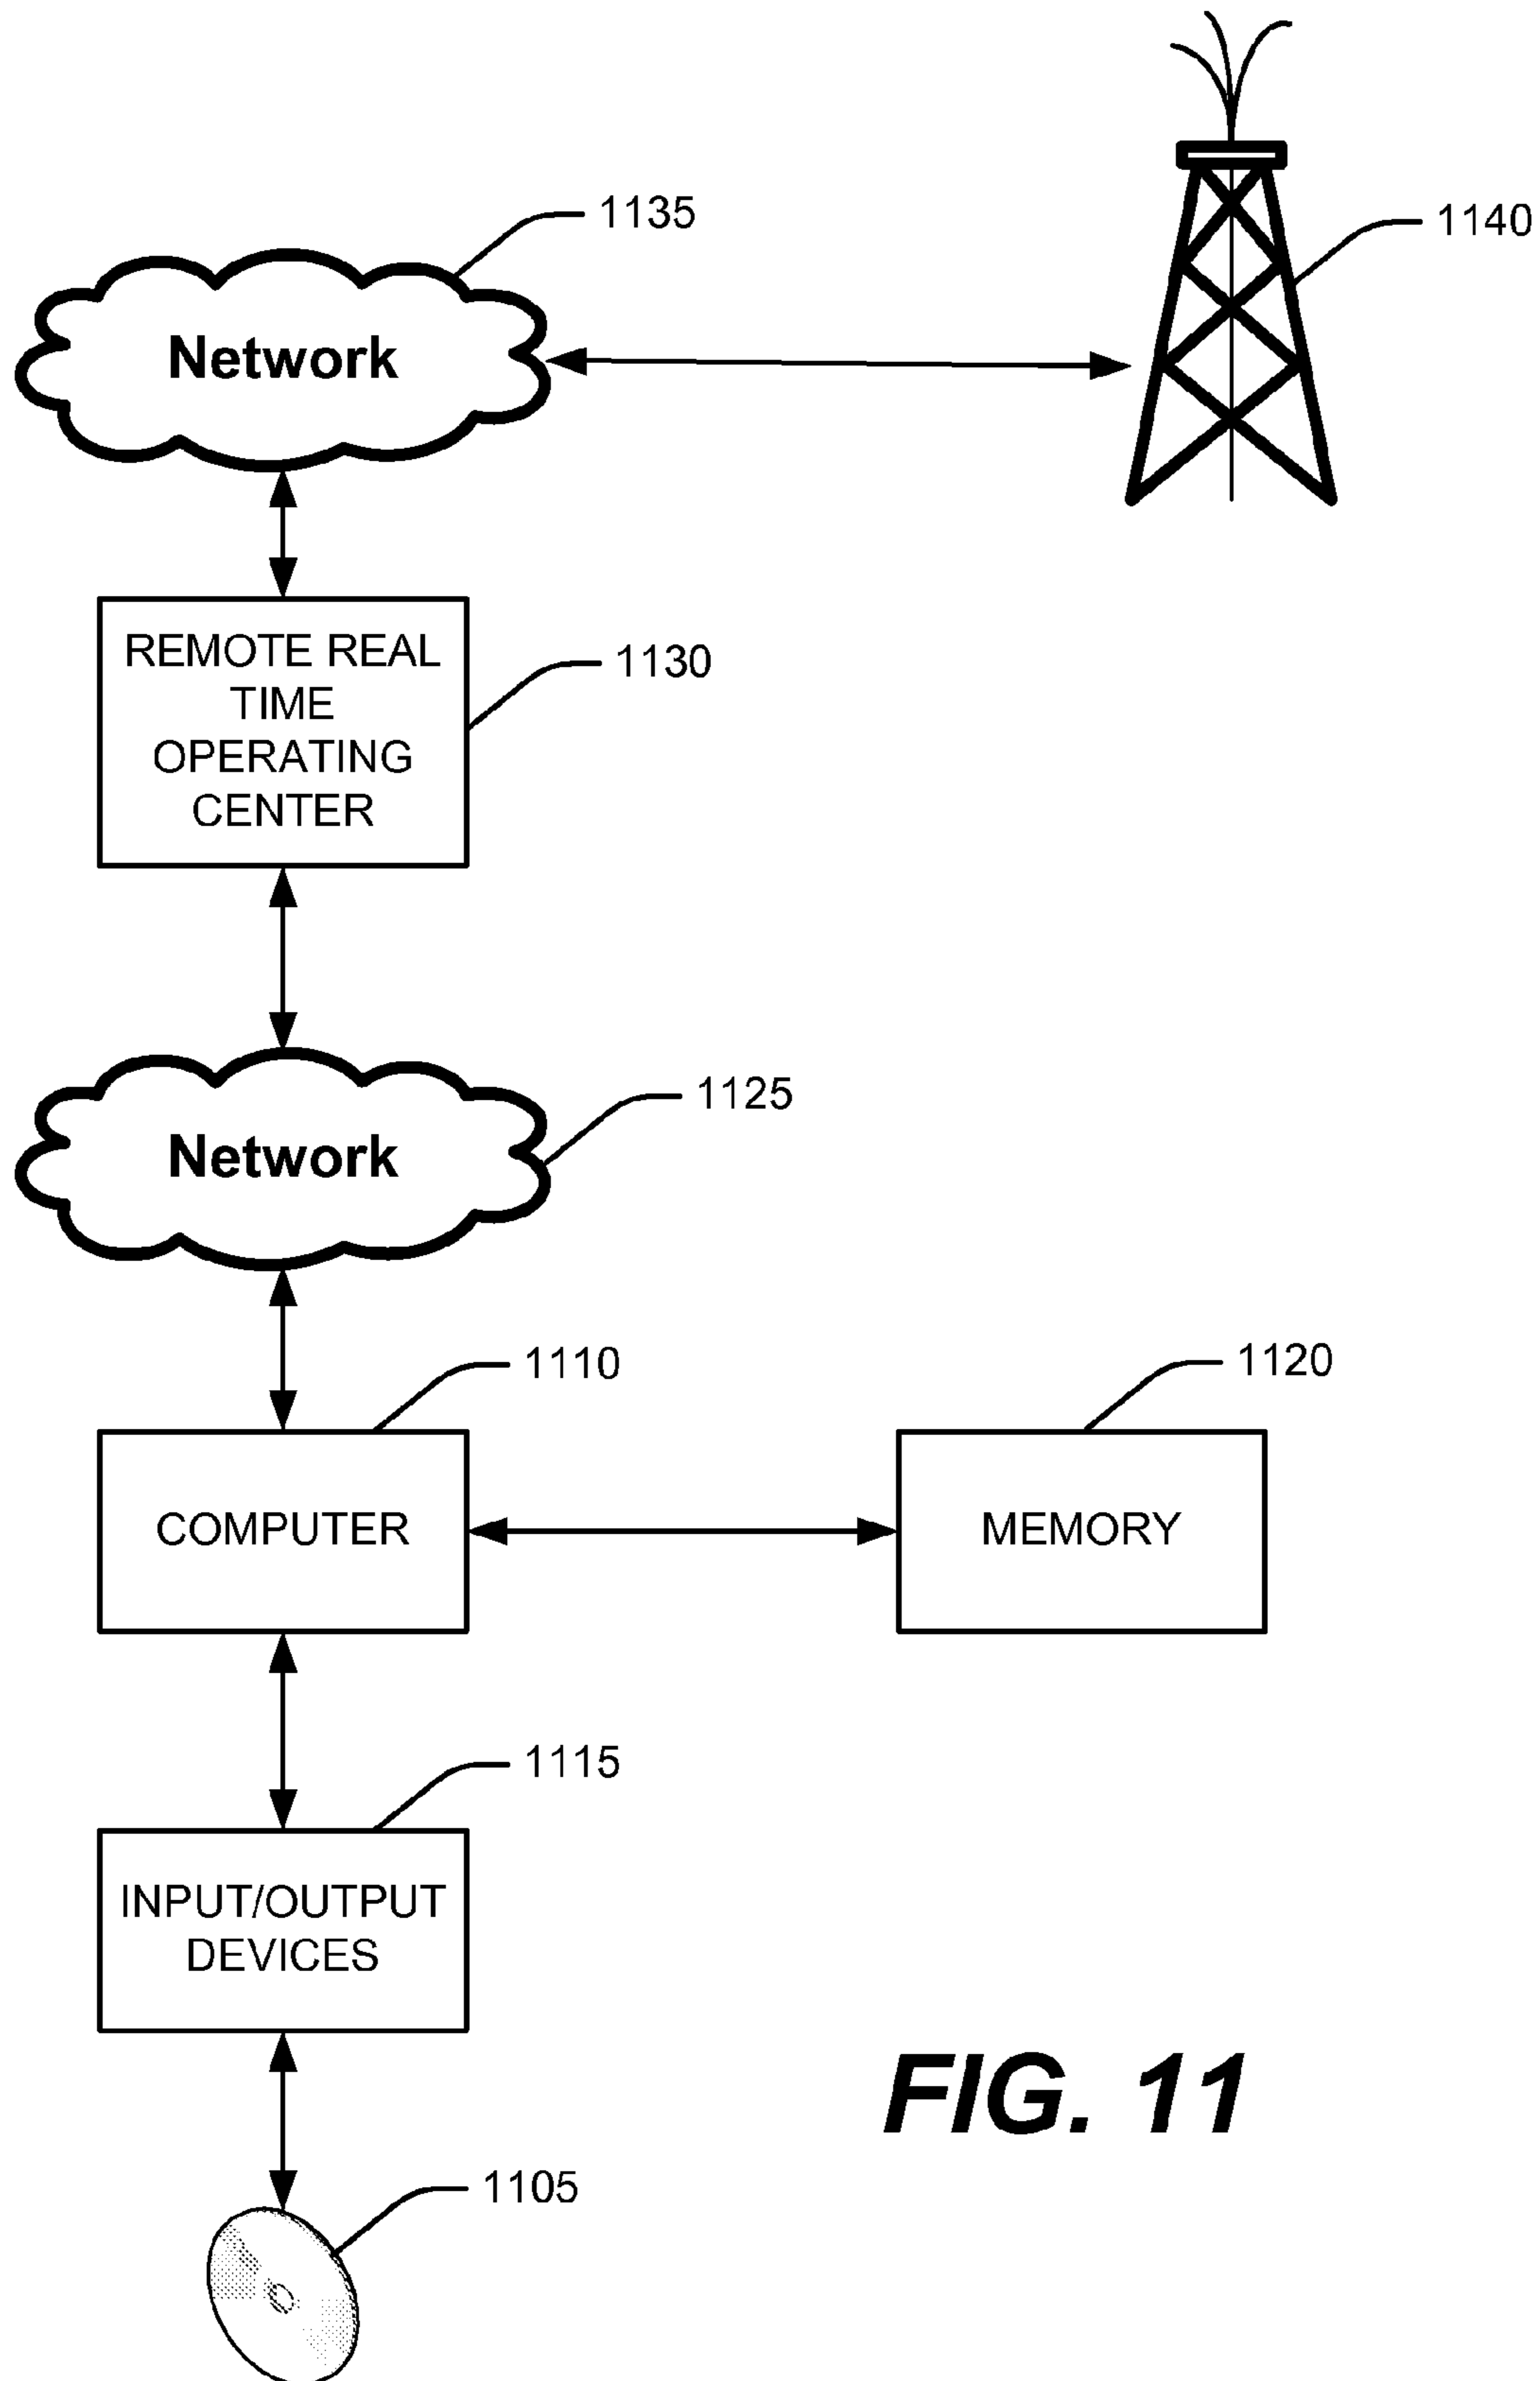 1135
1140
Network
REMOTE REAL
TIME
OPERATING
CENTER
1130
1125
Network
1110
1120
COMPUTER
MEMORY
1115
INPUT/OUTPUT
DEVICES
FIG. 11
1105